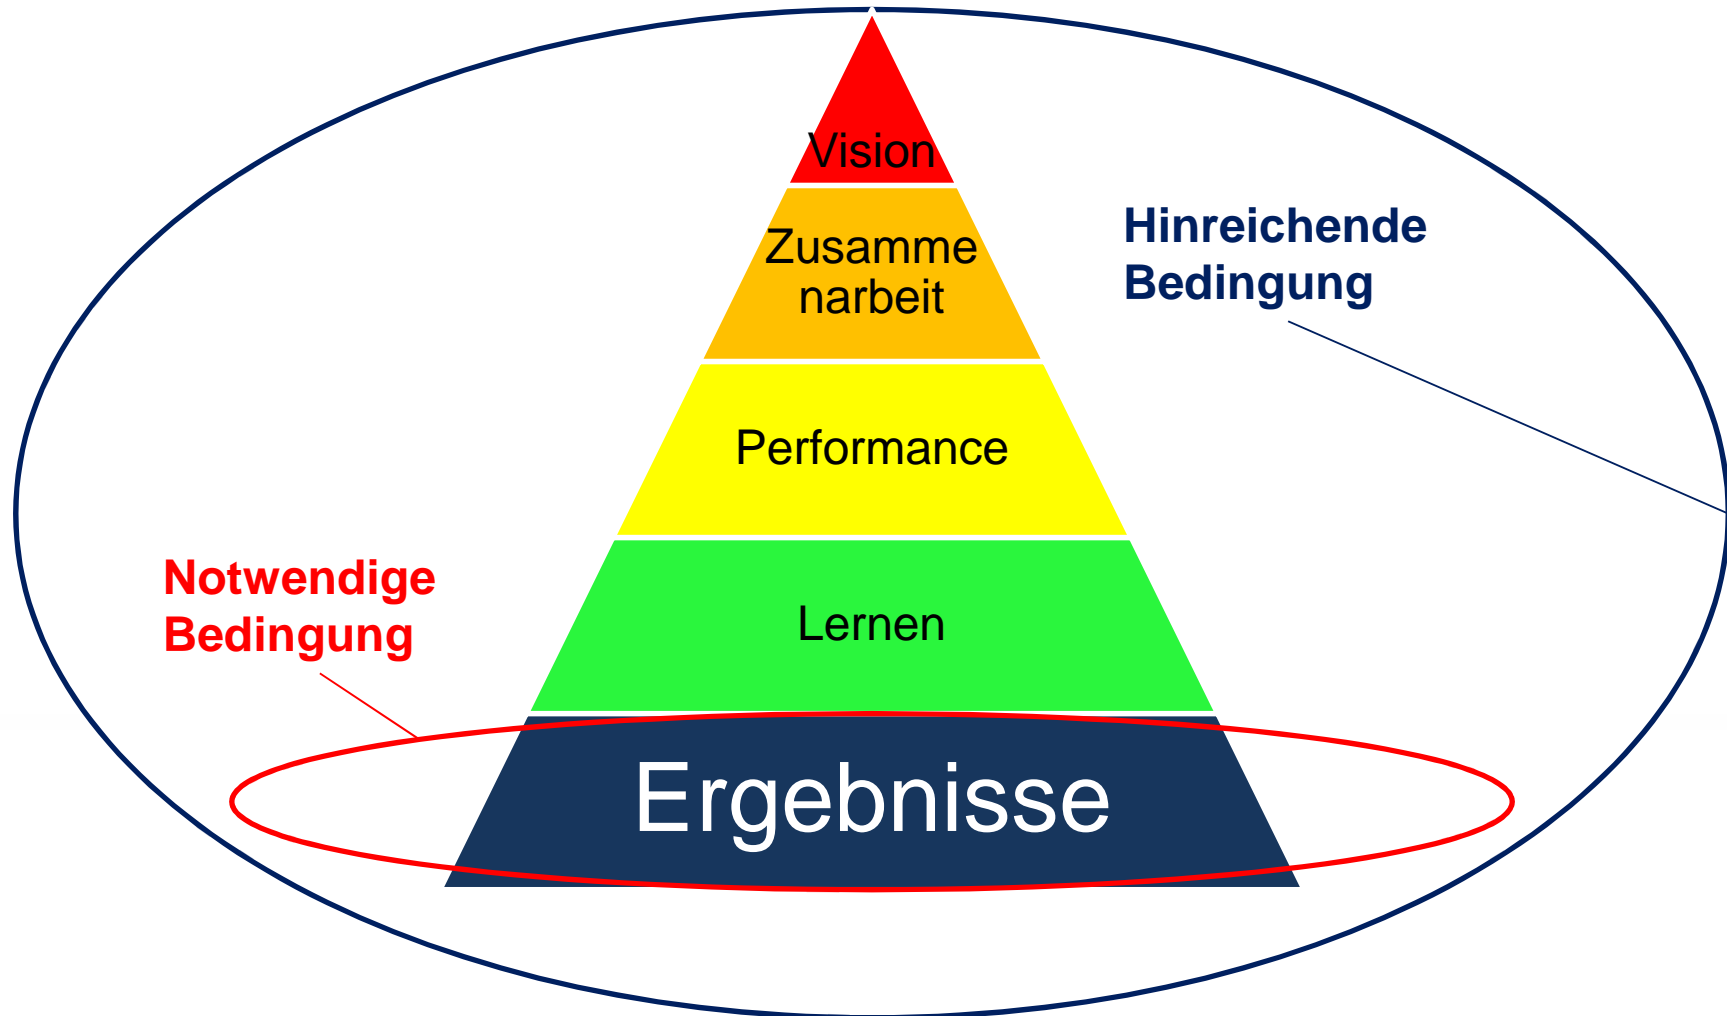 Vision
Zusamme
narbeit
Hinreichende
Bedingung
Performance
Notwendige
Bedingung
Lernen
Ergebnisse